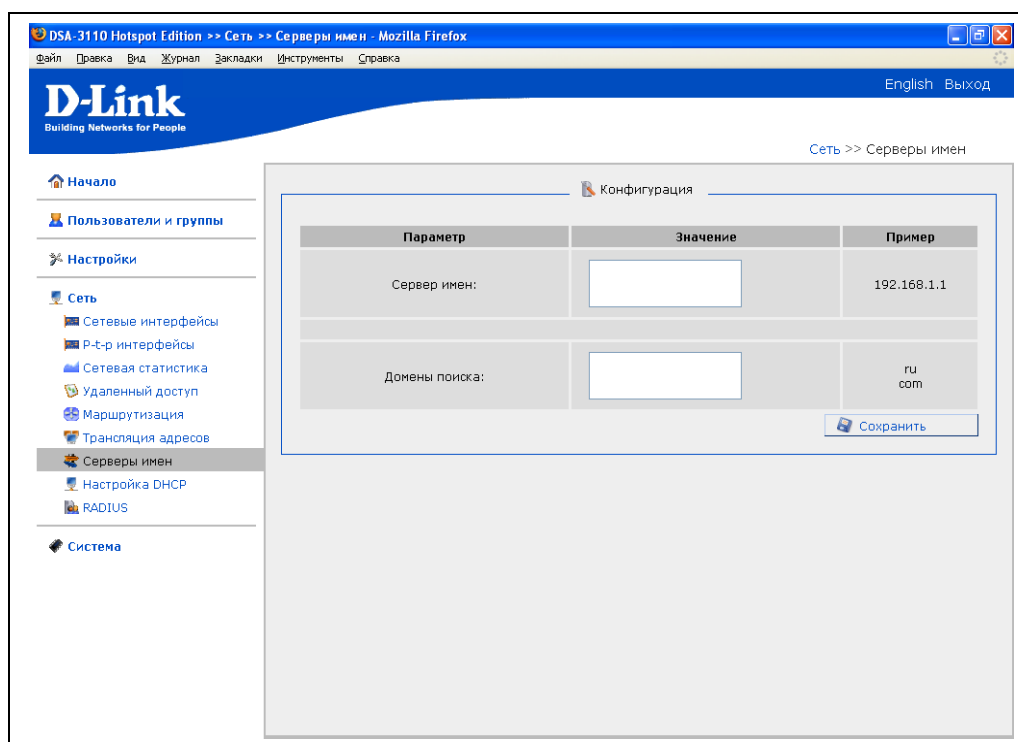 DSA-3110 Hotspot Edition >> Сеть >> Серверы имен - Mozilla Firefox
Файл Правка Вид Журнал Закладки Инструменты Справка
English Выход
D-Link
Building Networks for People
Сеть >> Серверы имен
Начало
Пользователи и группы
Настройки
Сеть
Сетевые интерфейсы
P-t-p интерфейсы
Сетевая статистика
Удаленный доступ
Маршрутизация
Трансляция адресов
Серверы имен
Настройка DHCP
RADIUS
Система
Конфигурация
Параметр Значение Пример
Сервер имен: 192.168.1.1
Домены поиска: ru
com
Сохранить